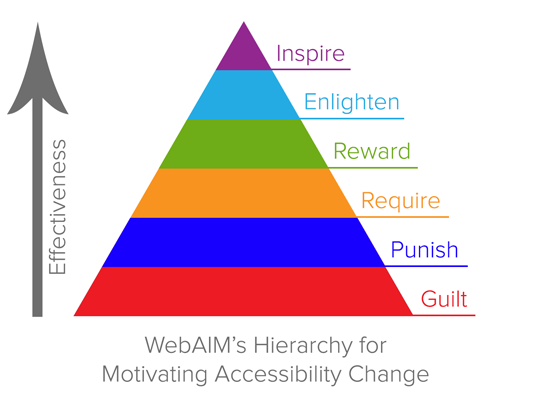 Inspire
Enlighten
Reward
Require
Punish
Guilt
Effectiveness
WebAIM's Hierarchy for
Motivating Accessibility Change